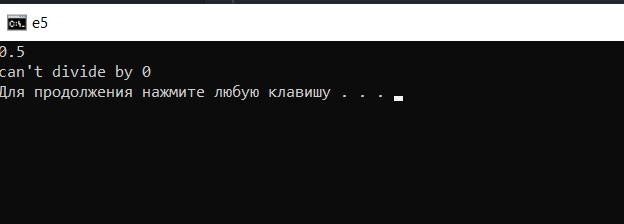 e5
0.5
can't divide by 0
Для продолжения нажмите любую клавишу . . .